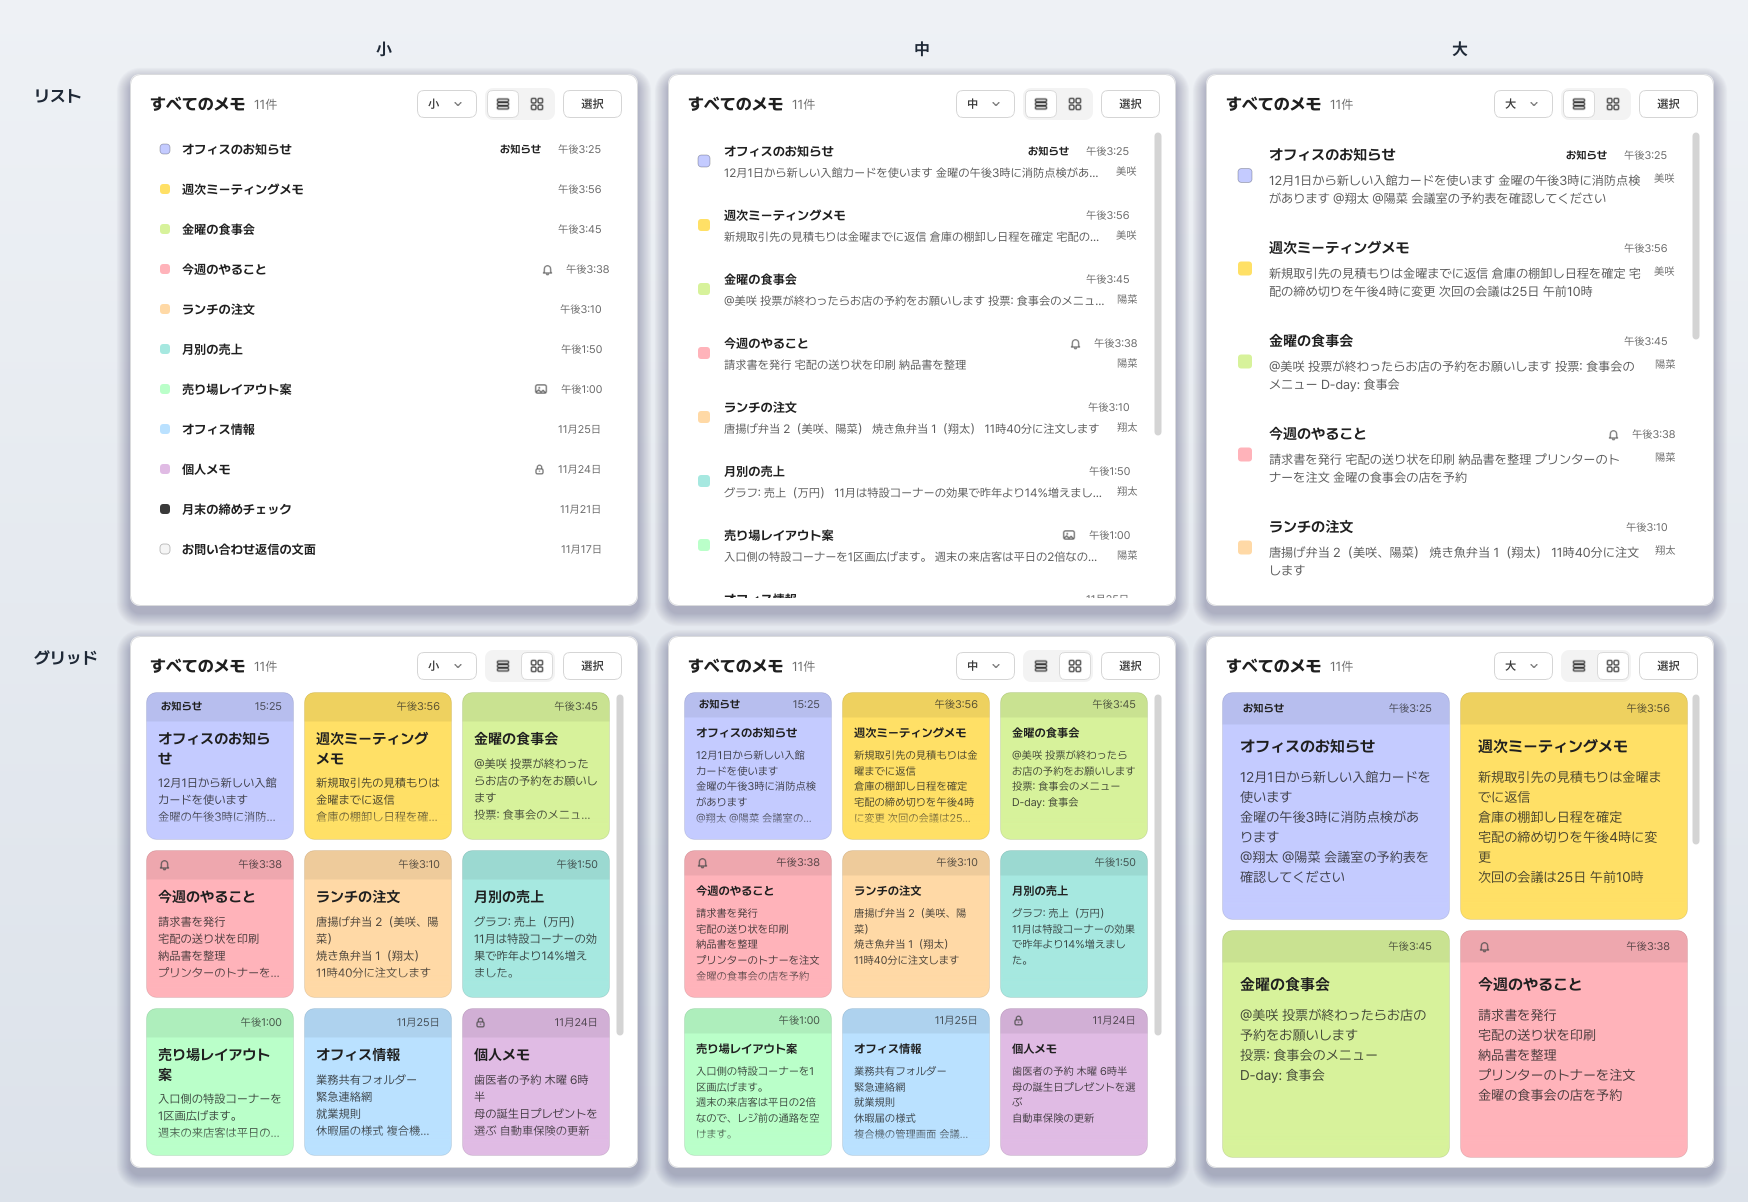 小
中
大
リスト
すべてのメモ 11件 小 選択
オフィスのお知らせ お知らせ 午後3:25
週次ミーティングメモ 午後3:56
金曜の食事会 午後3:45
今週のやること 午後3:38
ランチの注文 午後3:10
月別の売上 午後1:50
売り場レイアウト案 午後1:00
オフィス情報 11月25日
個人メモ 11月24日
月末の締めチェック 11月21日
お問い合わせ返信の文面 11月17日
すべてのメモ 11件 中 選択
オフィスのお知らせ お知らせ 午後3:25
12月1日から新しい入館カードを使います 金曜の午後3時に消防点検があ... 美咲
週次ミーティングメモ 午後3:56
新規取引先の見積もりは金曜までに返信 倉庫の棚卸し日程を確定 宅配の... 美咲
金曜の食事会 午後3:45
@美咲 投票が終わったらお店の予約をお願いします 投票: 食事会のメニュ... 陽菜
今週のやること 午後3:38
請求書を発行 宅配の送り状を印刷 納品書を整理 陽菜
ランチの注文 午後3:10
唐揚げ弁当 2（美咲、陽菜） 焼き魚弁当 1（翔太） 11時40分に注文します 翔太
月別の売上 午後1:50
グラフ: 売上（万円） 11月は特設コーナーの効果で昨年より14%増えまし... 翔太
売り場レイアウト案 午後1:00
入口側の特設コーナーを1区画広げます。 週末の来店客は平日の2倍なの... 陽菜
オフィス情報 11月25日
すべてのメモ 11件 大 選択
オフィスのお知らせ お知らせ 午後3:25
12月1日から新しい入館カードを使います 金曜の午後3時に消防点検 美咲
があります @翔太 @陽菜 会議室の予約表を確認してください
週次ミーティングメモ 午後3:56
新規取引先の見積もりは金曜までに返信 倉庫の棚卸し日程を確定 宅 美咲
配の締め切りを午後4時に変更 次回の会議は25日 午前10時
金曜の食事会 午後3:45
@美咲 投票が終わったらお店の予約をお願いします 投票: 食事会の 陽菜
メニュー D-day: 食事会
今週のやること 午後3:38
請求書を発行 宅配の送り状を印刷 納品書を整理 プリンターのト 陽菜
ナーを注文 金曜の食事会の店を予約
ランチの注文 午後3:10
唐揚げ弁当 2（美咲、陽菜） 焼き魚弁当 1（翔太） 11時40分に注文 翔太
します
グリッド
すべてのメモ 11件 小 選択
お知らせ 15:25
オフィスのお知ら
せ
12月1日から新しい入館
カードを使います
金曜の午後3時に消防...
午後3:56
週次ミーティング
メモ
新規取引先の見積もりは
金曜までに返信
倉庫の棚卸し日程を確...
午後3:45
金曜の食事会
@美咲 投票が終わった
らお店の予約をお願いし
ます
投票: 食事会のメニュ...
午後3:38
今週のやること
請求書を発行
宅配の送り状を印刷
納品書を整理
プリンターのトナーを...
午後3:10
ランチの注文
唐揚げ弁当 2（美咲、陽
菜）
焼き魚弁当 1（翔太）
11時40分に注文します
午後1:50
月別の売上
グラフ: 売上（万円）
11月は特設コーナーの効
果で昨年より14%増え
ました。
午後1:00
売り場レイアウト
案
入口側の特設コーナーを
1区画広げます。
週末の来店客は平日の...
11月25日
オフィス情報
業務共有フォルダー
緊急連絡網
就業規則
休暇届の様式 複合機...
11月24日
個人メモ
歯医者の予約 木曜 6時
半
母の誕生日プレゼントを
選ぶ 自動車保険の更新
すべてのメモ 11件 中 選択
お知らせ 15:25
オフィスのお知らせ
12月1日から新しい入館
カードを使います
金曜の午後3時に消防点検
があります
@翔太 @陽菜 会議室の...
午後3:56
週次ミーティングメモ
新規取引先の見積もりは金
曜までに返信
倉庫の棚卸し日程を確定
宅配の締め切りを午後4時
に変更 次回の会議は25...
午後3:45
金曜の食事会
@美咲 投票が終わったら
お店の予約をお願いします
投票: 食事会のメニュー
D-day: 食事会
午後3:38
今週のやること
請求書を発行
宅配の送り状を印刷
納品書を整理
プリンターのトナーを注文
金曜の食事会の店を予約
午後3:10
ランチの注文
唐揚げ弁当 2（美咲、陽
菜）
焼き魚弁当 1（翔太）
11時40分に注文します
午後1:50
月別の売上
グラフ: 売上（万円）
11月は特設コーナーの効果
で昨年より14%増えまし
た。
午後1:00
売り場レイアウト案
入口側の特設コーナーを1
区画広げます。
週末の来店客は平日の2倍
なので、レジ前の通路を空
けます。
11月25日
オフィス情報
業務共有フォルダー
緊急連絡網
就業規則
休暇届の様式
複合機の管理画面 会議...
11月24日
個人メモ
歯医者の予約 木曜 6時半
母の誕生日プレゼントを選
ぶ
自動車保険の更新
すべてのメモ 11件 大 選択
お知らせ 午後3:25
オフィスのお知らせ
12月1日から新しい入館カードを
使います
金曜の午後3時に消防点検があ
ります
@翔太 @陽菜 会議室の予約表を
確認してください
午後3:56
週次ミーティングメモ
新規取引先の見積もりは金曜ま
でに返信
倉庫の棚卸し日程を確定
宅配の締め切りを午後4時に変
更
次回の会議は25日 午前10時
午後3:45
金曜の食事会
@美咲 投票が終わったらお店の
予約をお願いします
投票: 食事会のメニュー
D-day: 食事会
午後3:38
今週のやること
請求書を発行
宅配の送り状を印刷
納品書を整理
プリンターのトナーを注文
金曜の食事会の店を予約